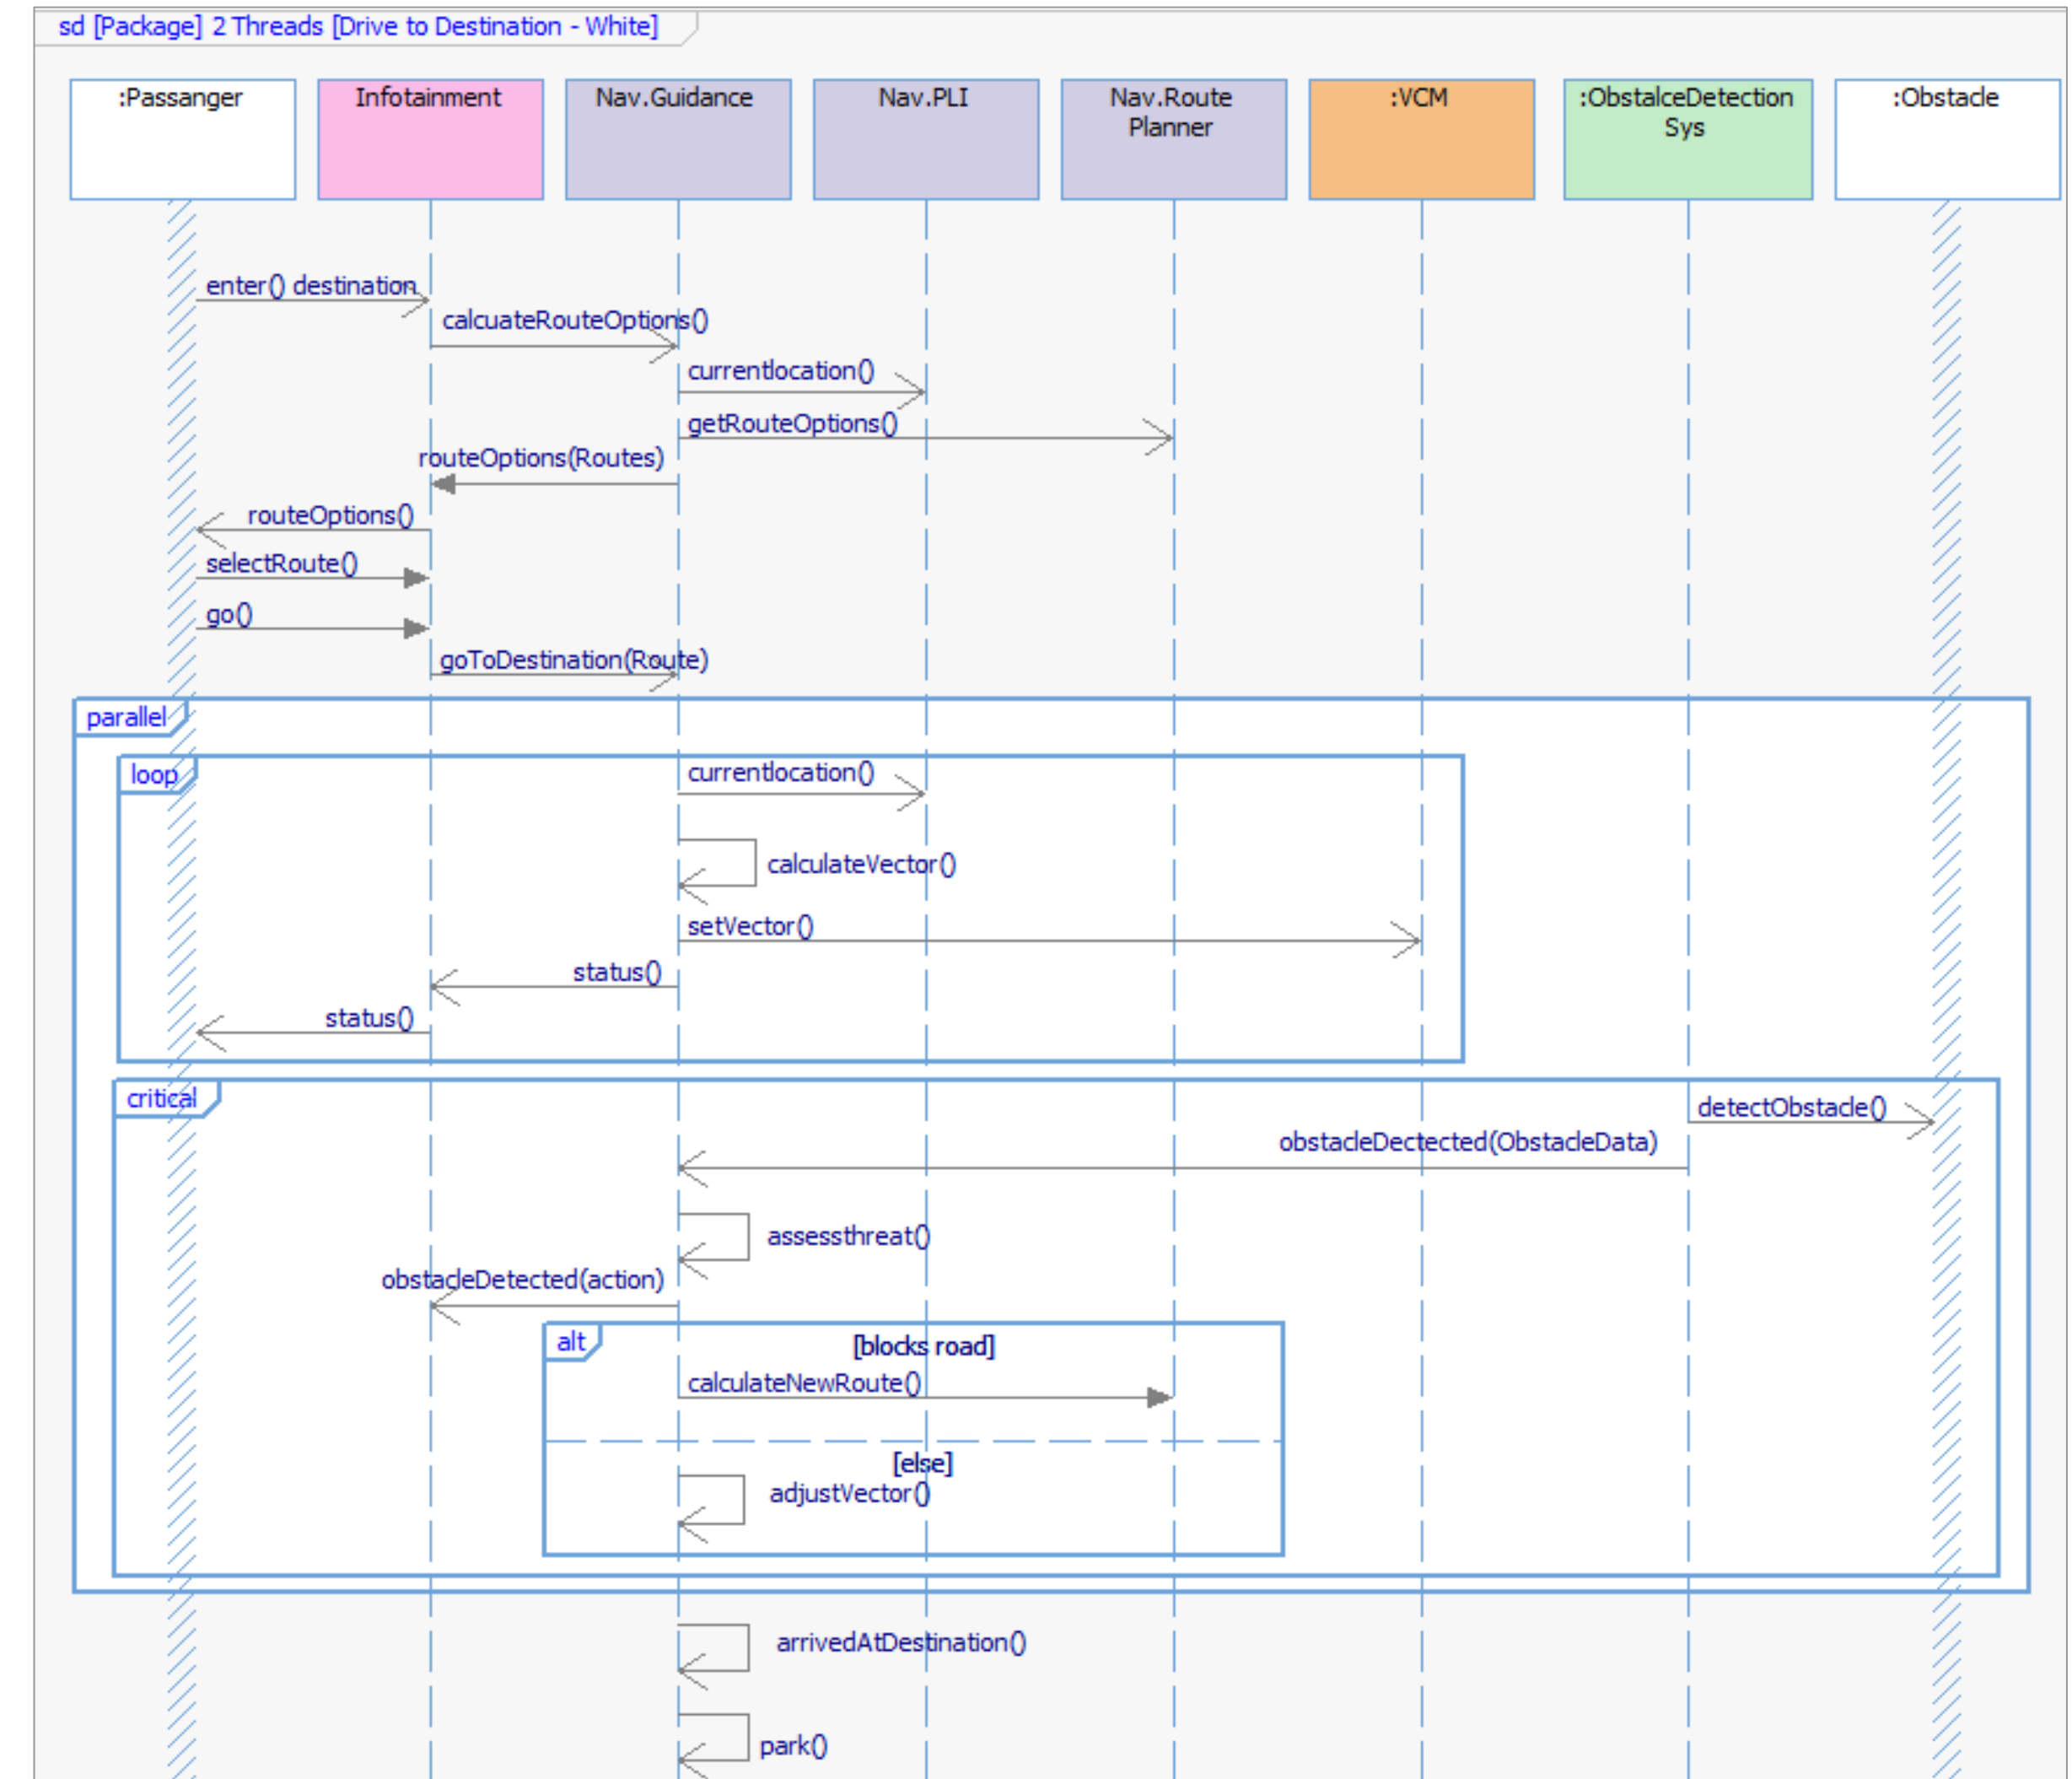 sd [Package] 2 Threads [Drive to Destination - White]
:Passanger
Infotainment
Nav.Guidance
Nav.PLI
Nav.Route
Planner
:VCM
:ObstalceDetection
Sys
:Obstacle
enter() destination
calcuateRouteOptions()
currentlocation()
getRouteOptions()
routeOptions(Routes)
routeOptions()
selectRoute()
go()
goToDestination(Route)
parallel
loop
currentlocation()
calculateVector()
setVector()
status()
status()
critical
detectObstacle()
obstacleDectected(ObstacleData)
assessthreat()
obstacleDetected(action)
alt
[blocks road]
calculateNewRoute()
[else]
adjustVector()
arrivedAtDestination()
park()